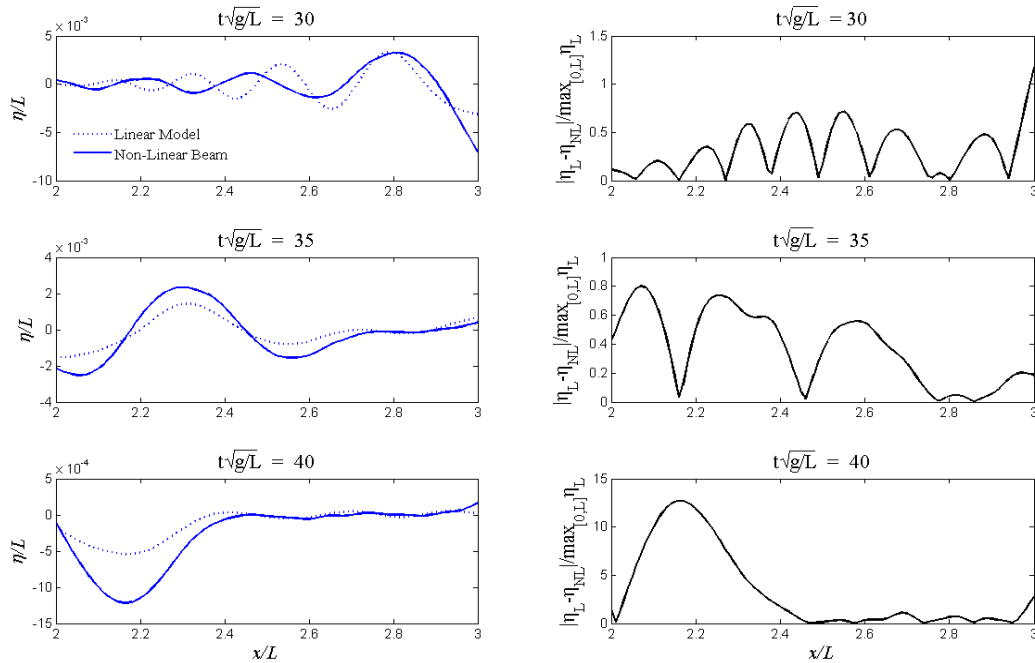 t√g/L = 30
× 10⁻³
5
0
-5
-10
η/L
Linear Model
Non-Linear Beam
2 2.2 2.4 2.6 2.8 3
t√g/L = 30
1.5
1
0.5
0
|η_L-η_NL|/max_[0,L]η_L
2 2.2 2.4 2.6 2.8 3
t√g/L = 35
× 10⁻³
4
2
0
-2
-4
η/L
2 2.2 2.4 2.6 2.8 3
t√g/L = 35
1
0.8
0.6
0.4
0.2
0
|η_L-η_NL|/max_[0,L]η_L
2 2.2 2.4 2.6 2.8 3
t√g/L = 40
× 10⁻⁴
5
0
-5
-10
-15
η/L
2 2.2 2.4 2.6 2.8 3
x/L
t√g/L = 40
15
10
5
0
|η_L-η_NL|/max_[0,L]η_L
2 2.2 2.4 2.6 2.8 3
x/L